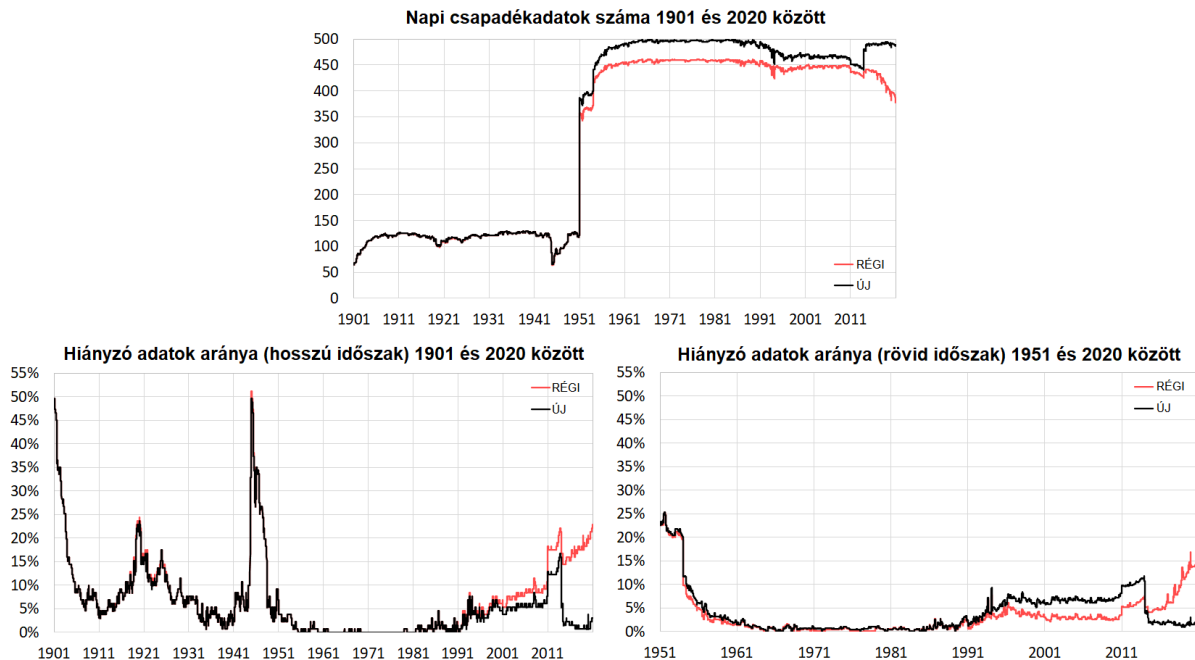 Napi csapadékadatok száma 1901 és 2020 között
500
450
400
350
300
250
200
150
100
50
0
RÉGI
ÚJ
1901 1911 1921 1931 1941 1951 1961 1971 1981 1991 2001 2011
Hiányzó adatok aránya (hosszú időszak) 1901 és 2020 között
55%
50%
45%
40%
35%
30%
25%
20%
15%
10%
5%
0%
RÉGI
ÚJ
1901 1911 1921 1931 1941 1951 1961 1971 1981 1991 2001 2011
Hiányzó adatok aránya (rövid időszak) 1951 és 2020 között
55%
50%
45%
40%
35%
30%
25%
20%
15%
10%
5%
0%
RÉGI
ÚJ
1951 1961 1971 1981 1991 2001 2011